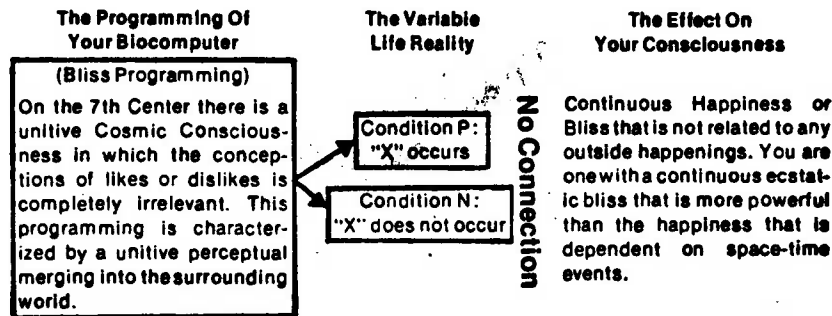 The Programming Of
Your Biocomputer
(Bliss Programming)
On the 7th Center there is a
unitive Cosmic Conscious-
ness in which the concep-
tions of likes or dislikes is
completely irrelevant. This
programming is character-
ized by a unitive perceptual
merging into the surrounding
world.
The Variable
Life Reality
Condition P:
"X" occurs
Condition N:
"X" does not occur
No Connection
The Effect On
Your Consciousness
Continuous Happiness or
Bliss that is not related to any
outside happenings. You are
one with a continuous ecstat-
ic bliss that is more powerful
than the happiness that is
dependent on space-time
events.